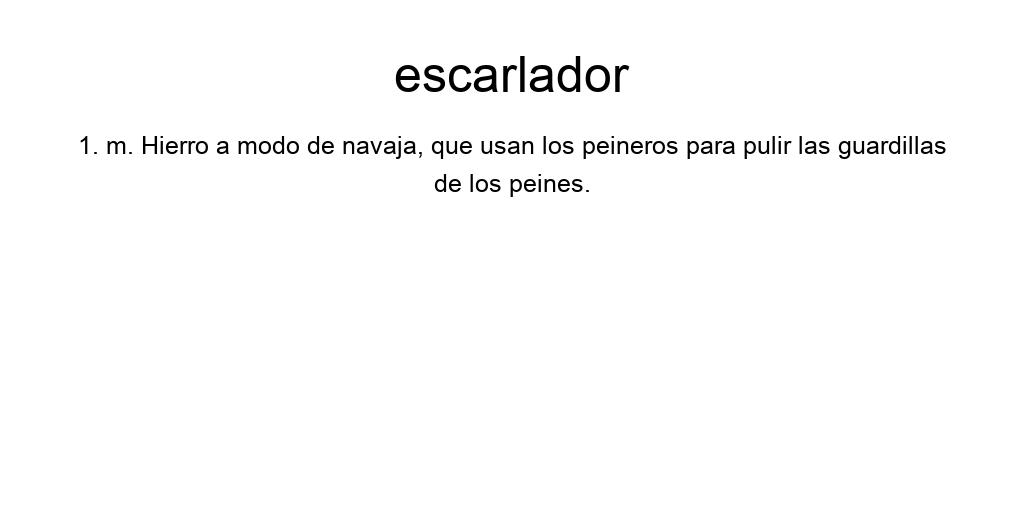 escarlador
1. m. Hierro a modo de navaja, que usan los peineros para pulir las guardillas
de los peines.